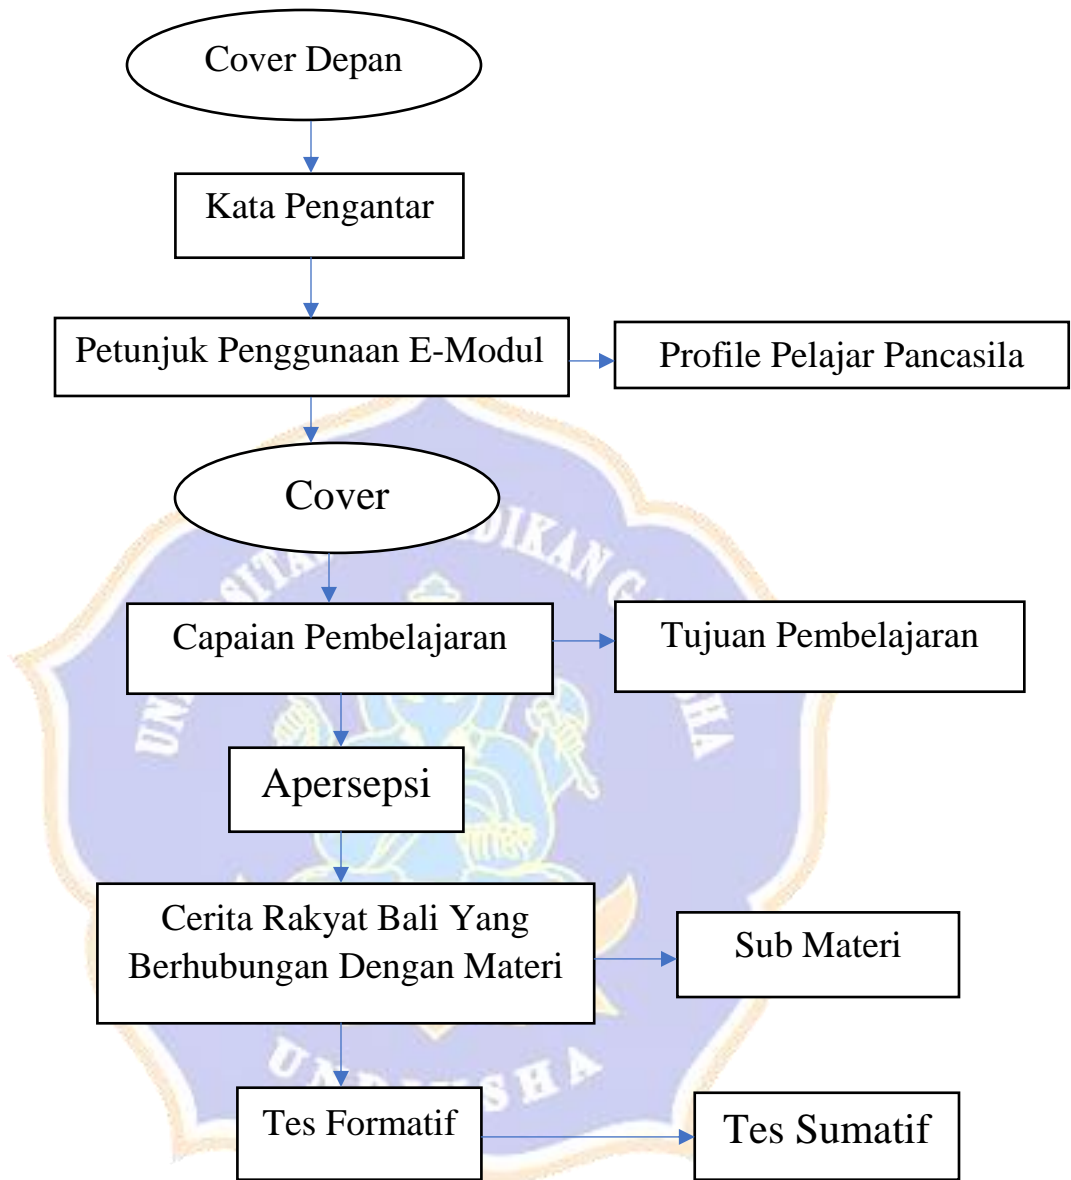 Cover Depan
Kata Pengantar
Petunjuk Penggunaan E-Modul
Profile Pelajar Pancasila
Cover
Capaian Pembelajaran
Tujuan Pembelajaran
Apersepsi
Cerita Rakyat Bali Yang
Berhubungan Dengan Materi
Sub Materi
Tes Formatif
Tes Sumatif